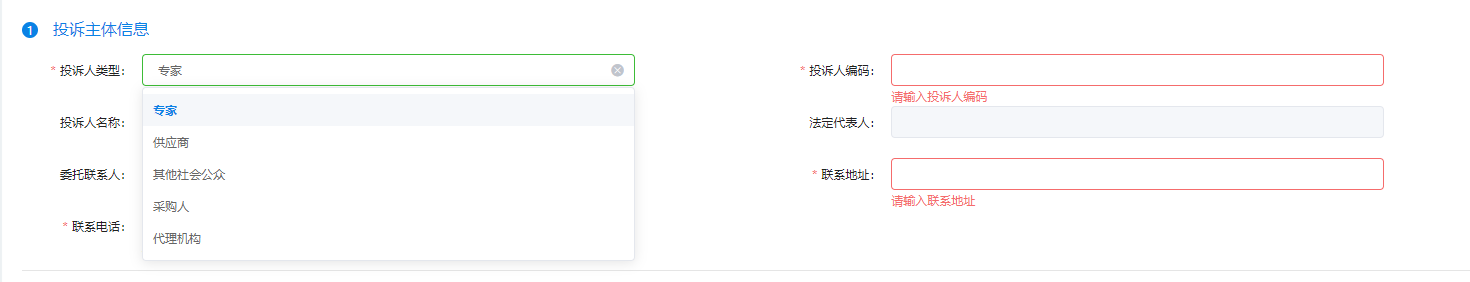 1 投诉主体信息
* 投诉人类型: 专家
* 投诉人编码:
请输入投诉人编码
专家
投诉人名称:
法定代表人:
供应商
委托联系人:
其他社会公众
* 联系地址:
请输入联系地址
采购人
* 联系电话:
代理机构